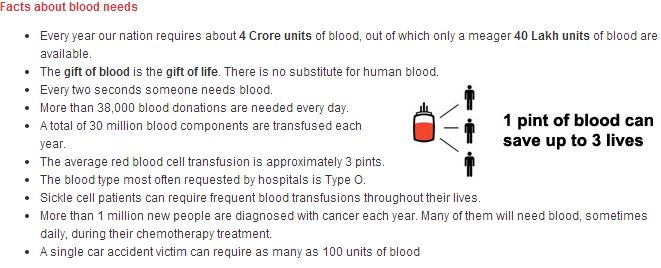 Facts about blood needs
• Every year our nation requires about 4 Crore units of blood, out of which only a meager 40 Lakh units of blood are
available.
• The gift of blood is the gift of life. There is no substitute for human blood.
• Every two seconds someone needs blood.
• More than 38,000 blood donations are needed every day.
• A total of 30 million blood components are transfused each
year.
• The average red blood cell transfusion is approximately 3 pints.
• The blood type most often requested by hospitals is Type O.
• Sickle cell patients can require frequent blood transfusions throughout their lives.
• More than 1 million new people are diagnosed with cancer each year. Many of them will need blood, sometimes
daily, during their chemotherapy treatment.
• A single car accident victim can require as many as 100 units of blood
1 pint of blood can
save up to 3 lives